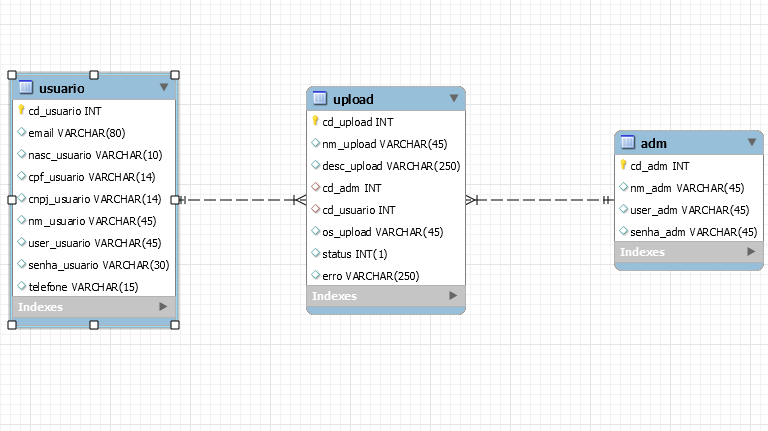 usuario
cd_usuario INT
email VARCHAR(80)
nasc_usuario VARCHAR(10)
cpf_usuario VARCHAR(14)
cnpj_usuario VARCHAR(14)
nm_usuario VARCHAR(45)
user_usuario VARCHAR(45)
senha_usuario VARCHAR(30)
telefone VARCHAR(15)
Indexes
upload
cd_upload INT
nm_upload VARCHAR(45)
desc_upload VARCHAR(250)
cd_adm INT
cd_usuario INT
os_upload VARCHAR(45)
status INT(1)
erro VARCHAR(250)
Indexes
adm
cd_adm INT
nm_adm VARCHAR(45)
user_adm VARCHAR(45)
senha_adm VARCHAR(45)
Indexes